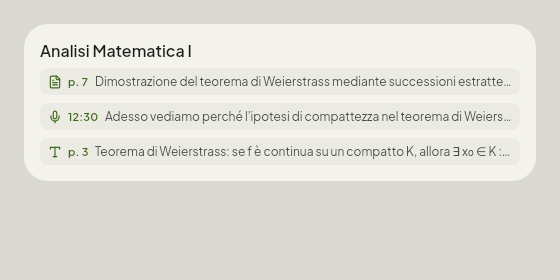 Analisi Matematica I
p. 7 Dimostrazione del teorema di Weierstrass mediante successioni estratte…
12:30 Adesso vediamo perché l'ipotesi di compattezza nel teorema di Weiers…
p. 3 Teorema di Weierstrass: se f è continua su un compatto K, allora ∃ x₀ ∈ K :…